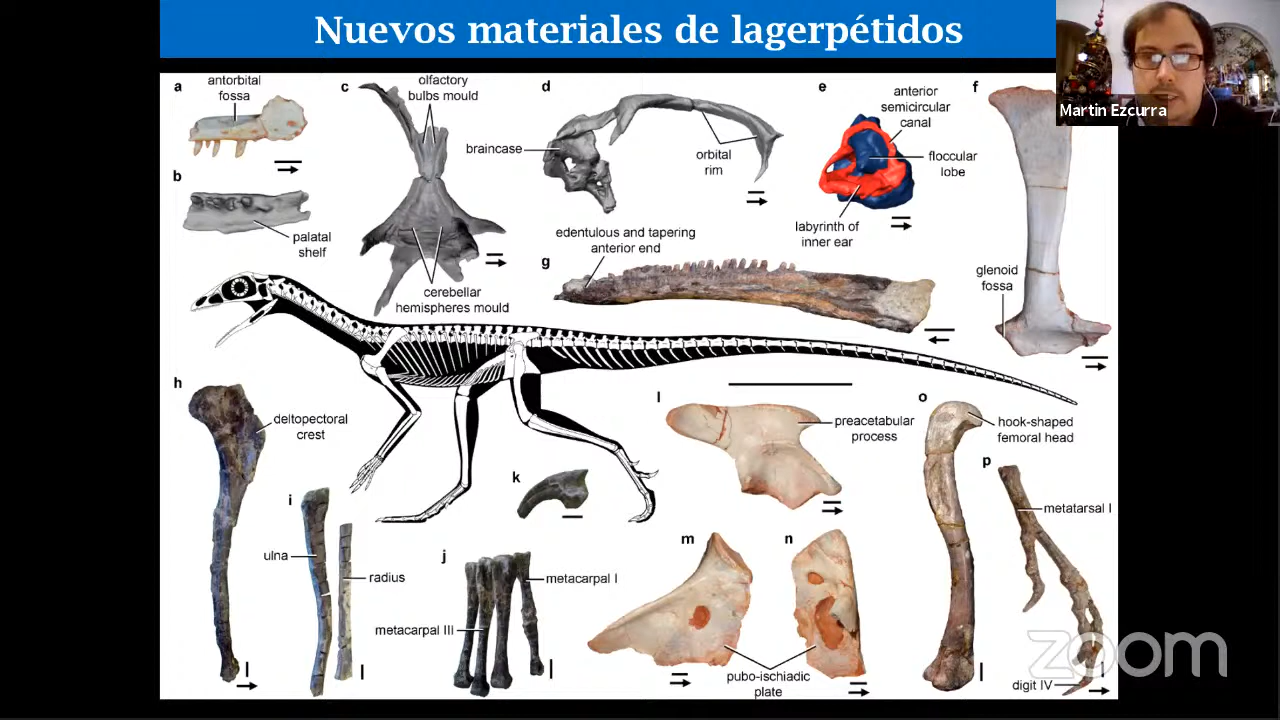 Nuevos materiales de lagerpétidos
Martin Ezcurra
a
antorbital
fossa
b
palatal
shelf
c
olfactory
bulbs mould
cerebellar
hemispheres mould
d
braincase
orbital
rim
e
anterior
semicircular
canal
floccular
lobe
labyrinth of
inner ear
f
glenoid
fossa
g
edentulous and tapering
anterior end
h
deltopectoral
crest
i
ulna
radius
j
metacarpal I
metacarpal III
k
l
preacetabular
process
m
n
pubo-ischiadic
plate
o
hook-shaped
femoral head
p
metatarsal I
digit IV
zoom